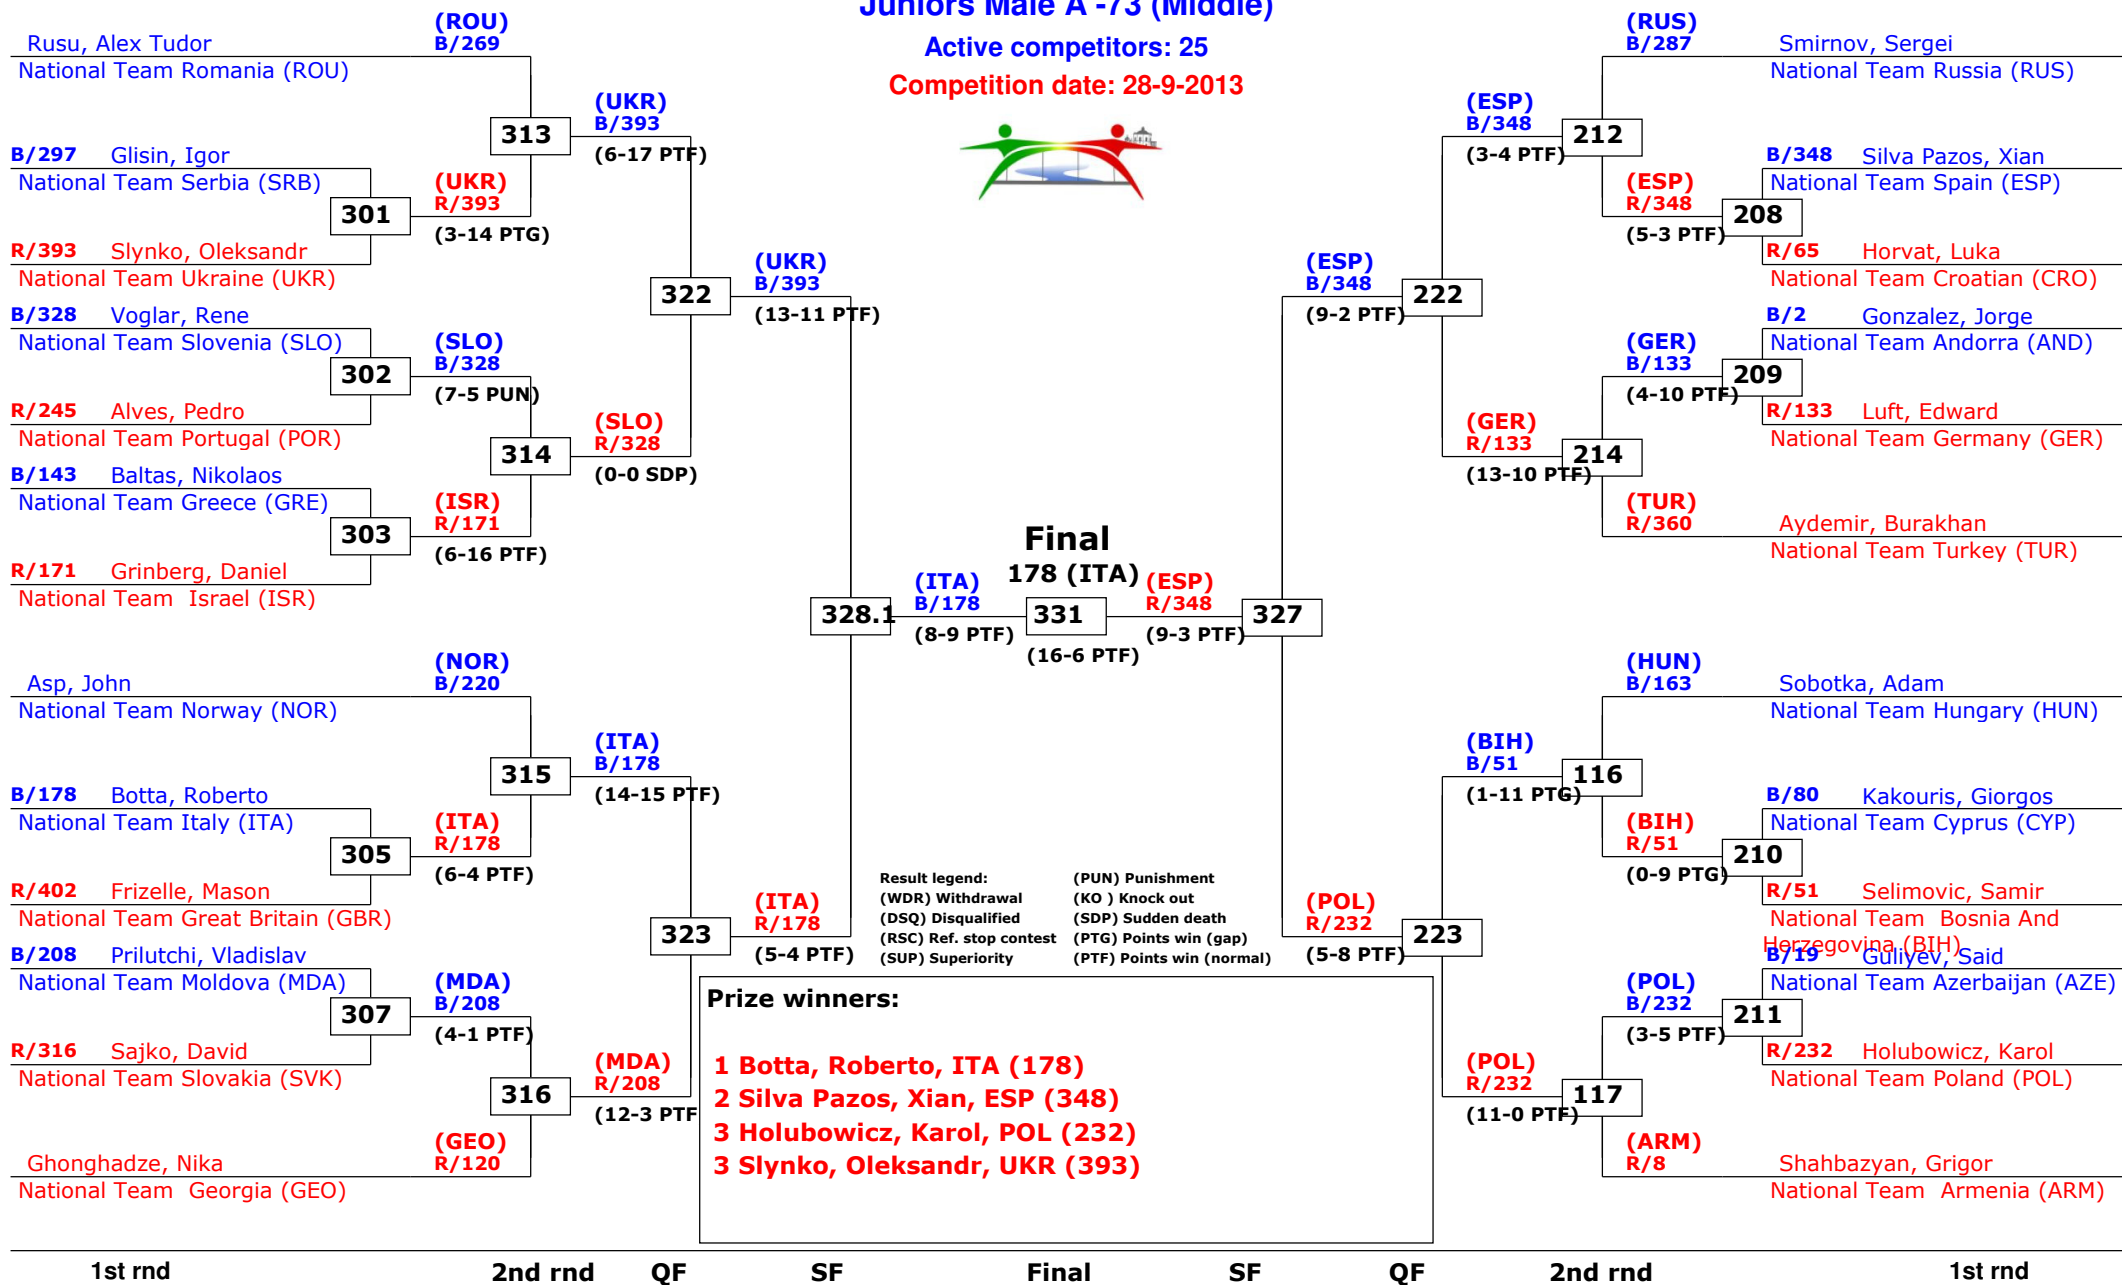 Juniors Male A -73 (Middle)
Active competitors: 25
Competition date: 28-9-2013
Rusu, Alex Tudor
National Team Romania (ROU)
(ROU)
B/269
B/297 Glisin, Igor
National Team Serbia (SRB)
301
R/393 Slynko, Oleksandr
National Team Ukraine (UKR)
(UKR)
R/393
(3-14 PTG)
313
(UKR)
B/393
(6-17 PTF)
B/328 Voglar, Rene
National Team Slovenia (SLO)
302
R/245 Alves, Pedro
National Team Portugal (POR)
(SLO)
B/328
(7-5 PUN)
314
(SLO)
R/328
(0-0 SDP)
B/143 Baltas, Nikolaos
National Team Greece (GRE)
303
R/171 Grinberg, Daniel
National Team Israel (ISR)
(ISR)
R/171
(6-16 PTF)
322
(UKR)
B/393
(13-11 PTF)
Asp, John
National Team Norway (NOR)
(NOR)
B/220
B/178 Botta, Roberto
National Team Italy (ITA)
305
R/402 Frizelle, Mason
National Team Great Britain (GBR)
(ITA)
R/178
(6-4 PTF)
315
(ITA)
B/178
(14-15 PTF)
B/208 Prilutchi, Vladislav
National Team Moldova (MDA)
307
R/316 Sajko, David
National Team Slovakia (SVK)
(MDA)
B/208
(4-1 PTF)
316
(MDA)
R/208
(12-3 PTF
Ghonghadze, Nika
National Team Georgia (GEO)
(GEO)
R/120
323
(ITA)
R/178
(5-4 PTF)
328.1
(ITA)
B/178
(8-9 PTF)
Final
178 (ITA)
331
(16-6 PTF)
(ESP)
R/348
(9-3 PTF)
327
(ESP)
B/348
(9-2 PTF)
222
(ESP)
B/348
(3-4 PTF)
212
(RUS)
B/287
Smirnov, Sergei
National Team Russia (RUS)
(ESP)
R/348
(5-3 PTF)
208
B/348 Silva Pazos, Xian
National Team Spain (ESP)
R/65 Horvat, Luka
National Team Croatian (CRO)
(GER)
R/133
(13-10 PTF)
214
(GER)
B/133
(4-10 PTF)
209
B/2 Gonzalez, Jorge
National Team Andorra (AND)
R/133 Luft, Edward
National Team Germany (GER)
(TUR)
R/360
Aydemir, Burakhan
National Team Turkey (TUR)
(POL)
R/232
(5-8 PTF)
223
(BIH)
B/51
(1-11 PTG)
116
(HUN)
B/163
Sobotka, Adam
National Team Hungary (HUN)
(BIH)
R/51
(0-9 PTG)
210
B/80 Kakouris, Giorgos
National Team Cyprus (CYP)
R/51 Selimovic, Samir
National Team Bosnia And
Herzegovina (BIH)
(POL)
R/232
(11-0 PTF)
117
(POL)
B/232
(3-5 PTF)
211
B/19 Guliyev, Said
National Team Azerbaijan (AZE)
R/232 Holubowicz, Karol
National Team Poland (POL)
(ARM)
R/8
Shahbazyan, Grigor
National Team Armenia (ARM)
Result legend: (PUN) Punishment
(WDR) Withdrawal (KO ) Knock out
(DSQ) Disqualified (SDP) Sudden death
(RSC) Ref. stop contest (PTG) Points win (gap)
(SUP) Superiority (PTF) Points win (normal)
Prize winners:
1 Botta, Roberto, ITA (178)
2 Silva Pazos, Xian, ESP (348)
3 Holubowicz, Karol, POL (232)
3 Slynko, Oleksandr, UKR (393)
1st rnd 2nd rnd QF SF Final SF QF 2nd rnd 1st rnd